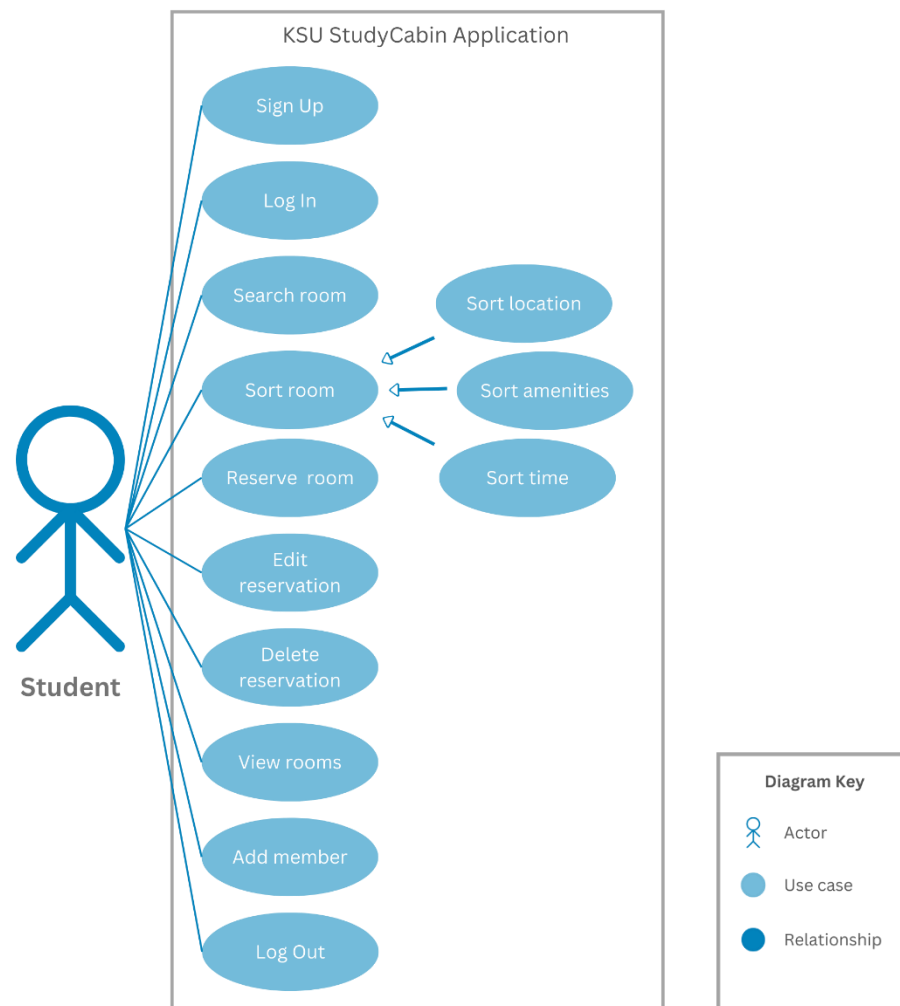 KSU StudyCabin Application
Sign Up
Log In
Search room
Sort location
Sort room
Sort amenities
Reserve room
Sort time
Edit
reservation
Delete
reservation
Student
View rooms
Add member
Log Out
Diagram Key
Actor
Use case
Relationship